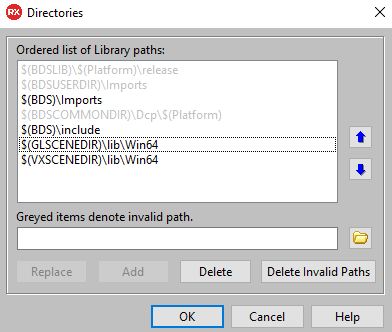 RX Directories
Ordered list of Library paths:
$(BDSLIB)\$(Platform)\release
$(BDSUSERDIR)\Imports
$(BDS)\Imports
$(BDSCOMMONDIR)\Dcp\$(Platform)
$(BDS)\include
$(GLSCENEDIR)\lib\Win64
$(VXSCENEDIR)\lib\Win64
Greyed items denote invalid path.
Replace Add Delete Delete Invalid Paths
OK Cancel Help